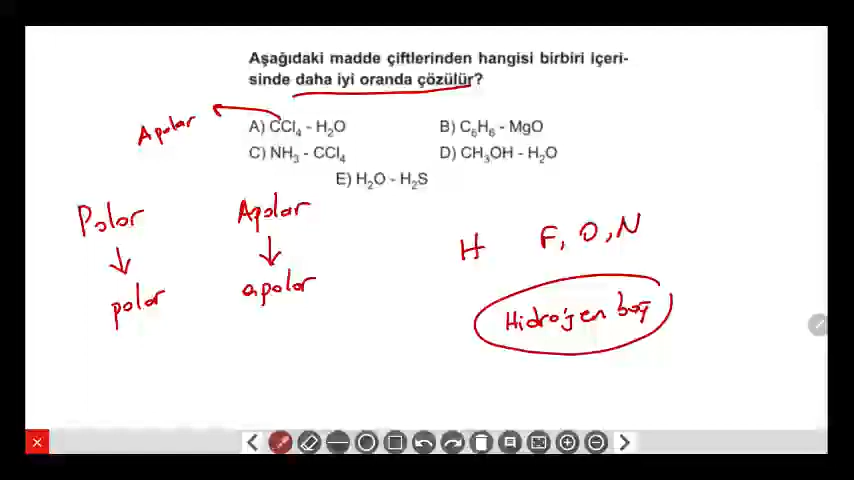 Aşağıdaki madde çiftlerinden hangisi birbiri içeri-
sinde daha iyi oranda çözülür?
Apolar
A) CCl₄ - H₂O
B) C₆H₆ - MgO
C) NH₃ - CCl₄
D) CH₃OH - H₂O
E) H₂O - H₂S
Polar Apolar
polar apolar
H F, O, N
Hidrojen bağ